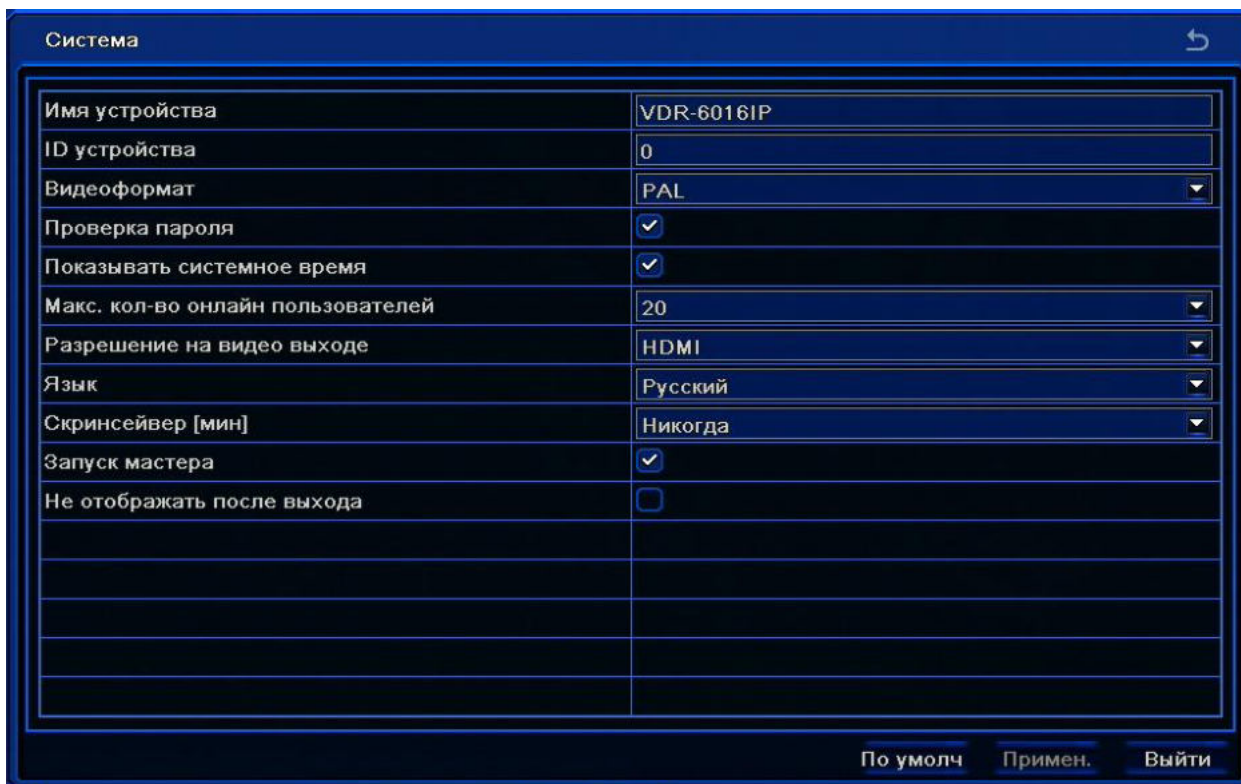 Система
Имя устройства VDR-6016IP
ID устройства 0
Видеоформат PAL
Проверка пароля
Показывать системное время
Макс. кол-во онлайн пользователей 20
Разрешение на видео выходе HDMI
Язык Русский
Скринсейвер [мин] Никогда
Запуск мастера
Не отображать после выхода
По умолч Примен. Выйти